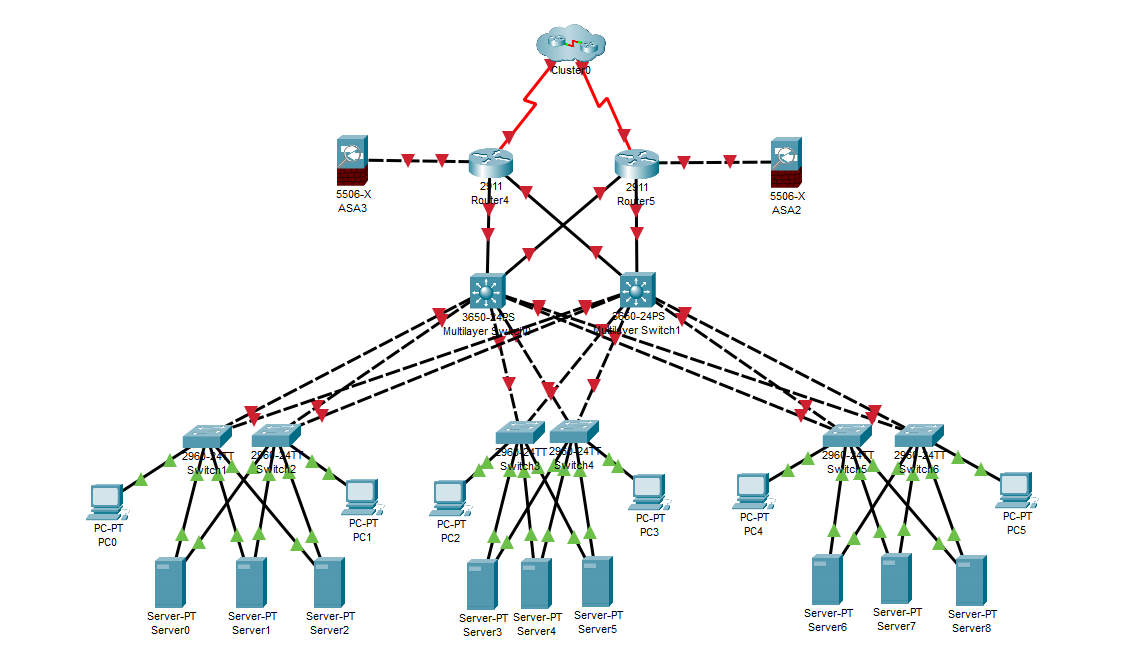 Cluster0
5506-X
ASA3
2911
Router4
2911
Router5
5506-X
ASA2
3650-24PS
Multilayer Switch0
3650-24PS
Multilayer Switch1
2960-24TT
Switch1
2960-24TT
Switch2
2960-24TT
Switch3
2960-24TT
Switch4
2960-24TT
Switch5
2960-24TT
Switch6
PC-PT
PC0
PC-PT
PC1
PC-PT
PC2
PC-PT
PC3
PC-PT
PC4
PC-PT
PC5
Server-PT
Server0
Server-PT
Server1
Server-PT
Server2
Server-PT
Server3
Server-PT
Server4
Server-PT
Server5
Server-PT
Server6
Server-PT
Server7
Server-PT
Server8